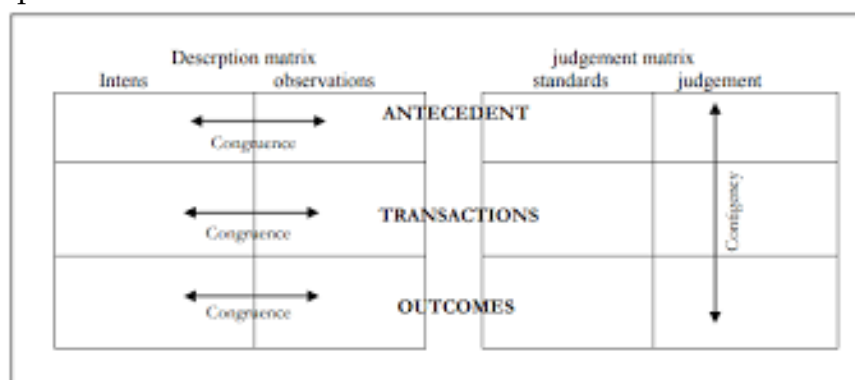 Descrption matrix judgement matrix
Intens observations standards judgement
ANTECEDENT
Congruence
TRANSACTIONS
Congruence
Contigency
OUTCOMES
Congruence